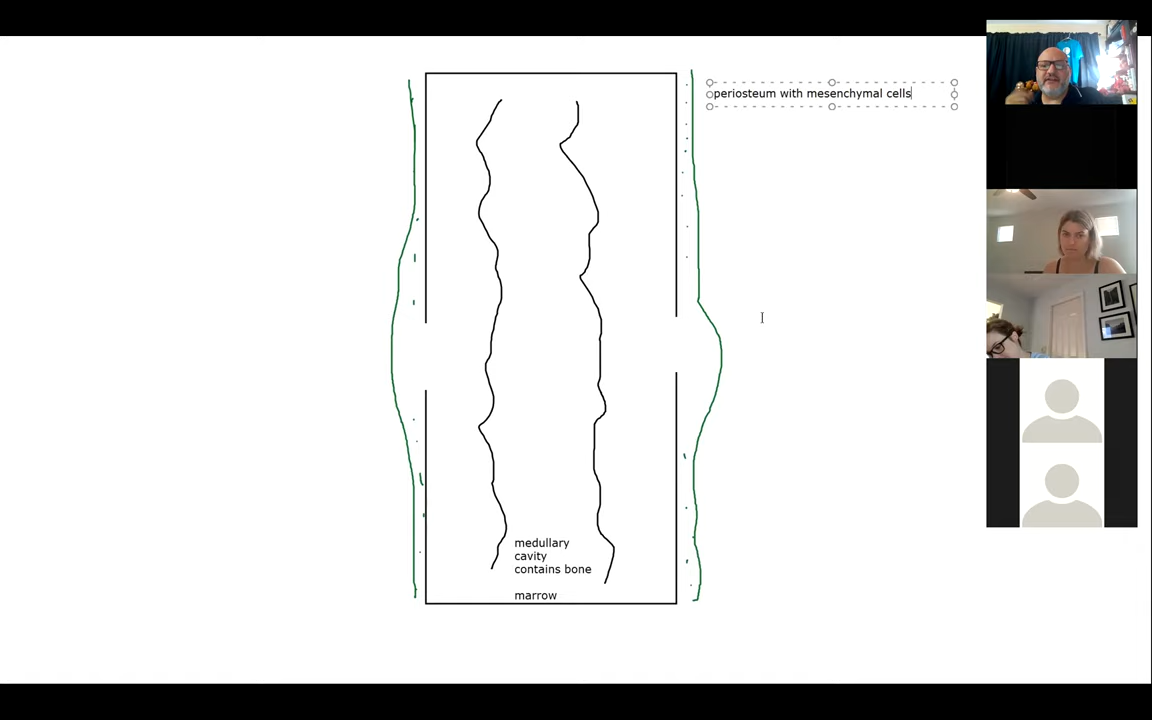 periosteum with mesenchymal cells
medullary
cavity
contains bone
marrow